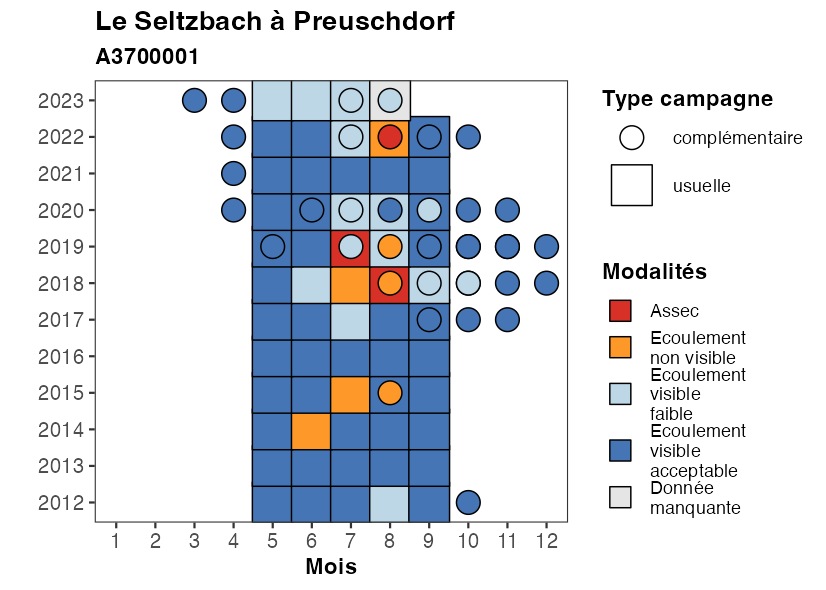 Le Seltzbach à Preuschdorf
A3700001
2023
2022
2021
2020
2019
2018
2017
2016
2015
2014
2013
2012
1 2 3 4 5 6 7 8 9 10 11 12
Mois
Type campagne
complémentaire
usuelle
Modalités
Assec
Ecoulement
non visible
Ecoulement
visible
faible
Ecoulement
visible
acceptable
Donnée
manquante